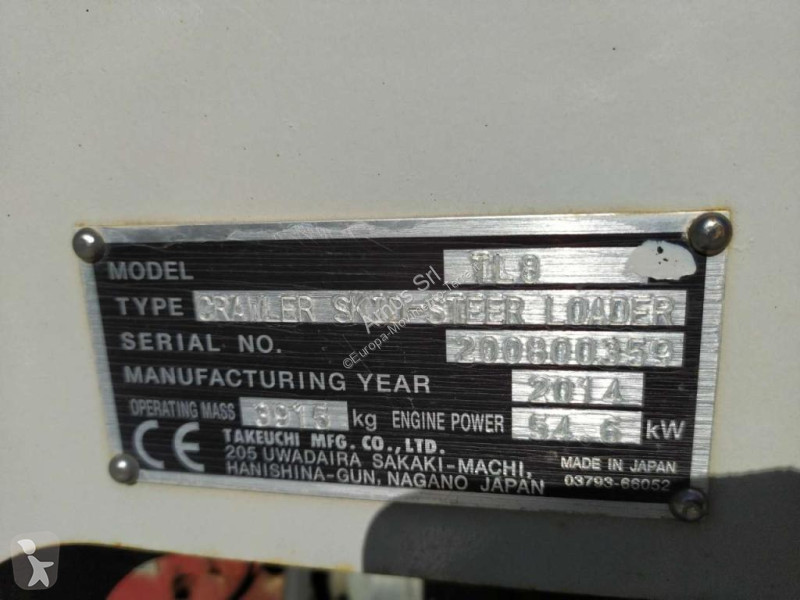 MODEL TL8
TYPE CRAWLER SKID-STEER LOADER
SERIAL NO. 200800359
MANUFACTURING YEAR 2014
OPERATING MASS 3915 kg ENGINE POWER 54.6 kW
CE TAKEUCHI MFG. CO., LTD.
205 UWADAIRA, SAKAKI-MACHI,
HANISHINA-GUN, NAGANO JAPAN
MADE IN JAPAN
03793-66052
Amos Srl